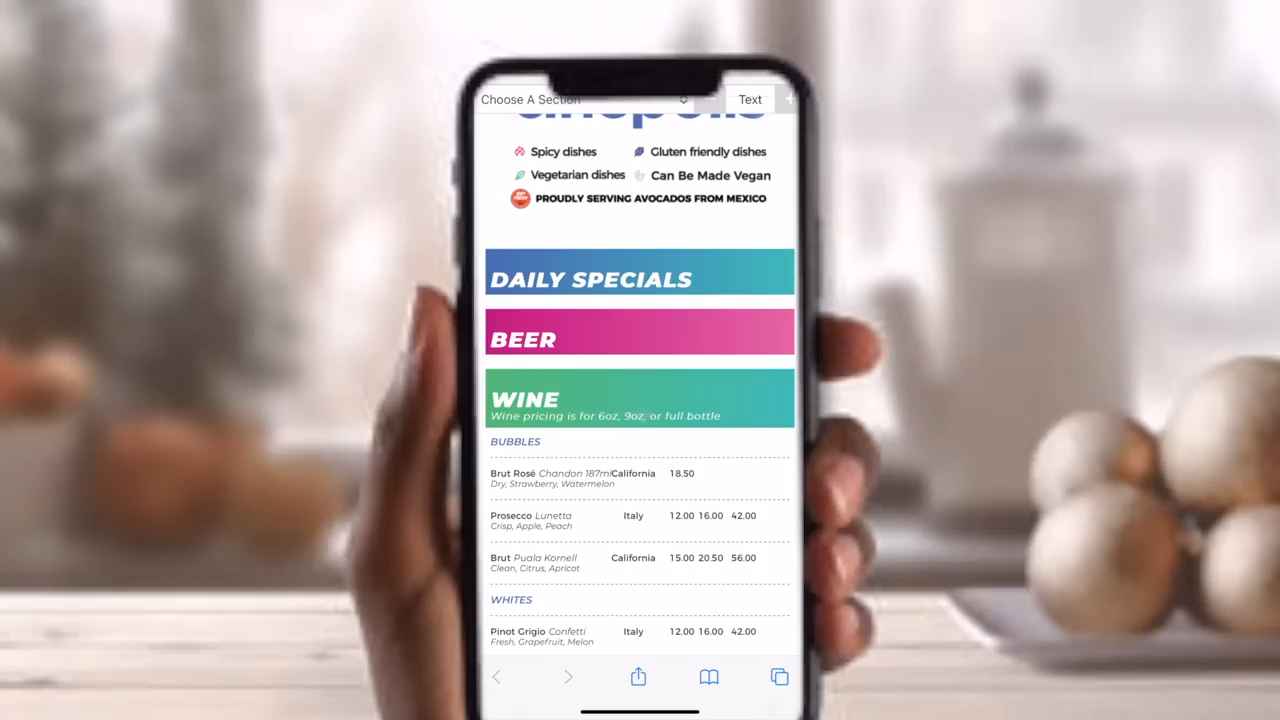 Choose A Section
Text +
cinépolis
Spicy dishes Gluten friendly dishes
Vegetarian dishes Can Be Made Vegan
PROUDLY SERVING AVOCADOS FROM MEXICO
DAILY SPECIALS
BEER
WINE
Wine pricing is for 6oz, 9oz, or full bottle
BUBBLES
Brut Rosé Chandon 187ml California 18.50
Dry, Strawberry, Watermelon
Prosecco Lunetta Italy 12.00 16.00 42.00
Crisp, Apple, Peach
Brut Puala Kornell California 15.00 20.50 56.00
Clean, Citrus, Apricot
WHITES
Pinot Grigio Confetti Italy 12.00 16.00 42.00
Fresh, Grapefruit, Melon